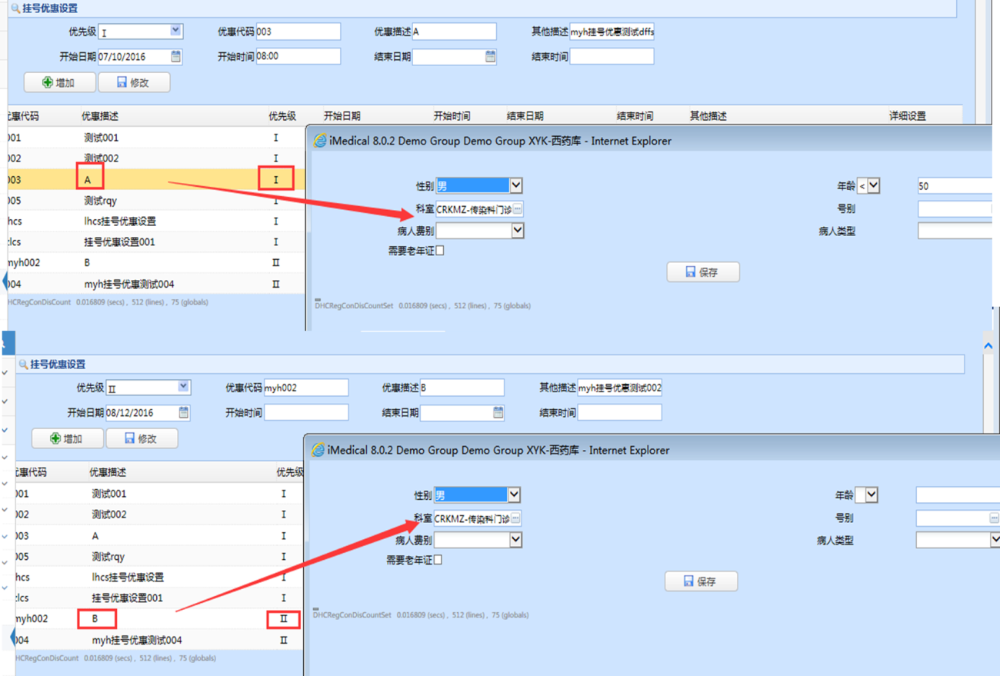 挂号优惠设置
优先级 I 优惠代码 003 优惠描述 A 其他描述 myh挂号优惠测试dffs
开始日期 07/10/2016 开始时间 08:00 结束日期 结束时间
增加 修改
优惠代码 优惠描述 优先级 开始日期 开始时间 结束日期 结束时间 其他描述 详细设置
001 测试001 I
002 测试002 I
003 A I
005 测试rqy I
lhcs lhcs挂号优惠设置 I
zlcs 挂号优惠设置001 I
myh002 B II
004 myh挂号优惠测试004 II
HCRegConDisCount 0.016809 (secs) , 512 (lines) , 75 (globals)
iMedical 8.0.2 Demo Group Demo Group XYK-西药库 - Internet Explorer
性别 男 年龄 < 50
科室 CRKMZ-传染科门诊 号别
病人费别 病人类型
需要老年证
保存
DHCRegConDisCountSet 0.016809 (secs) , 512 (lines) , 75 (globals)
挂号优惠设置
优先级 II 优惠代码 myh002 优惠描述 B 其他描述 myh挂号优惠测试002
开始日期 08/12/2016 开始时间 结束日期 结束时间
增加 修改
优惠代码 优惠描述 优先级
001 测试001 I
002 测试002 I
003 A I
005 测试rqy I
hcs lhcs挂号优惠设置 I
zlcs 挂号优惠设置001 I
myh002 B II
004 myh挂号优惠测试004 II
HCRegConDisCount 0.016809 (secs) , 512 (lines) , 75 (globals)
iMedical 8.0.2 Demo Group Demo Group XYK-西药库 - Internet Explorer
性别 男 年龄
科室 CRKMZ-传染科门诊 号别
病人费别 病人类型
需要老年证
保存
DHCRegConDisCountSet 0.016809 (secs) , 512 (lines) , 75 (globals)